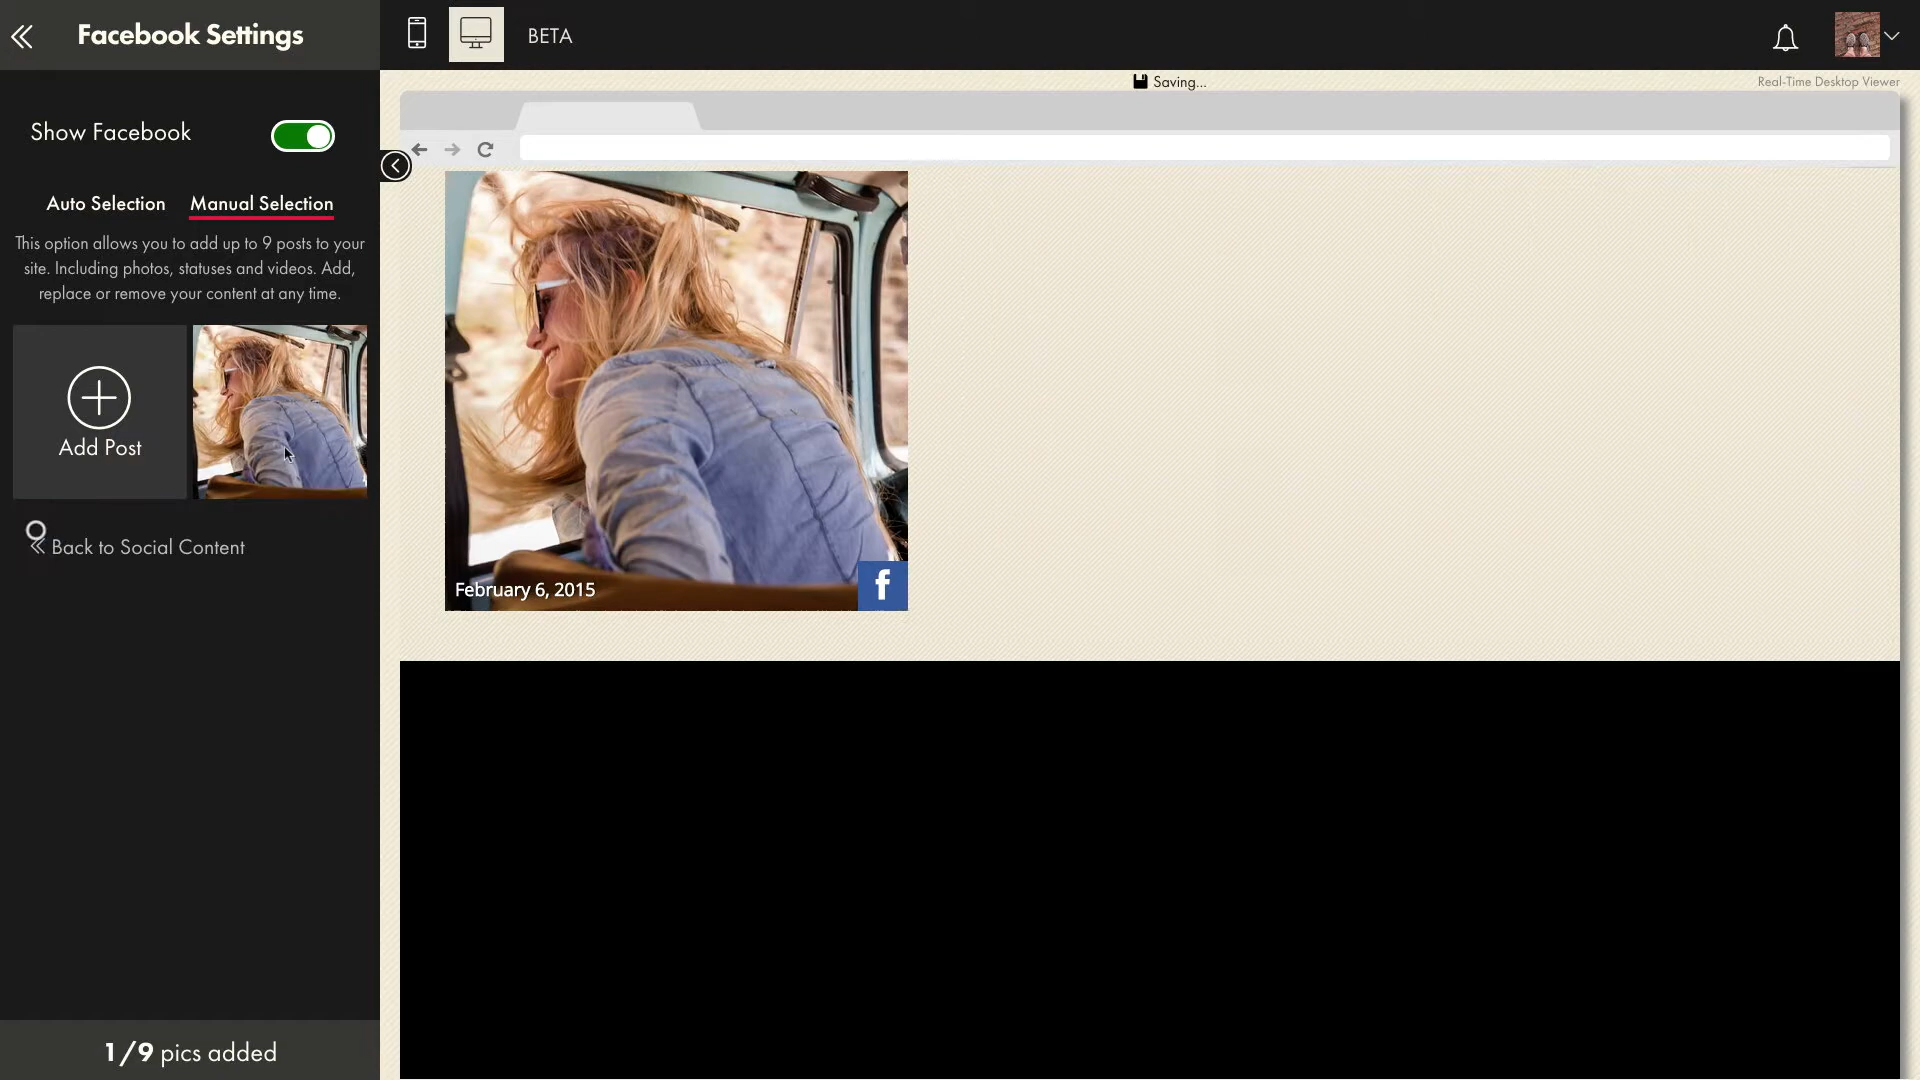 Facebook Settings
BETA
Saving...
Real-Time Desktop Viewer
Show Facebook
Auto Selection
Manual Selection
This option allows you to add up to 9 posts to your
site. Including photos, statuses and videos. Add,
replace or remove your content at any time.
Add Post
Back to Social Content
February 6, 2015
f
1/9 pics added